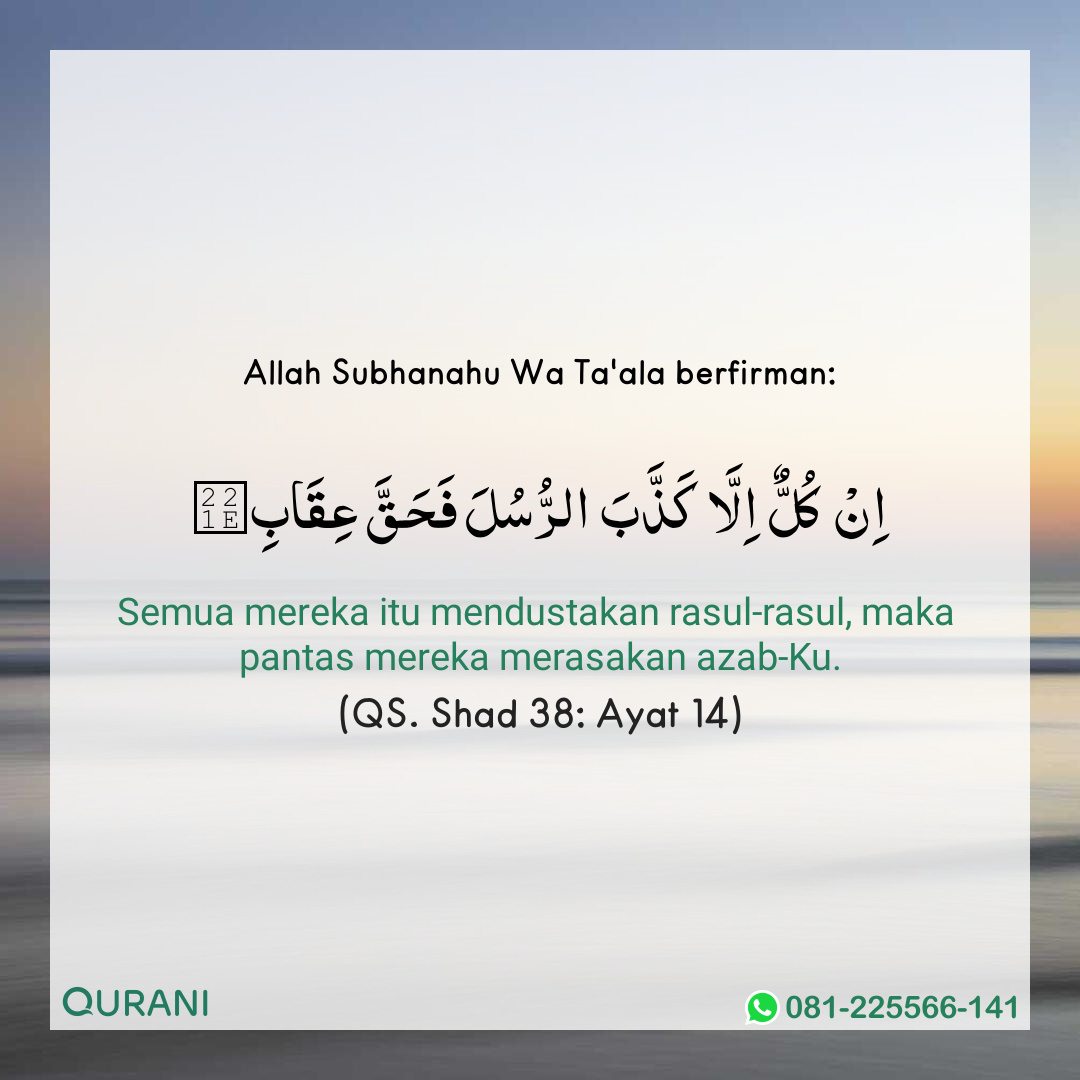 Allah Subhanahu Wa Ta'ala berfirman:
اِنْ كُلٌّ اِلَّا كَذَّبَ الرُّسُلَ فَحَقَّ عِقَابِ
Semua mereka itu mendustakan rasul-rasul, maka
pantas mereka merasakan azab-Ku.
(QS. Shad 38: Ayat 14)
QURANI
081-225566-141